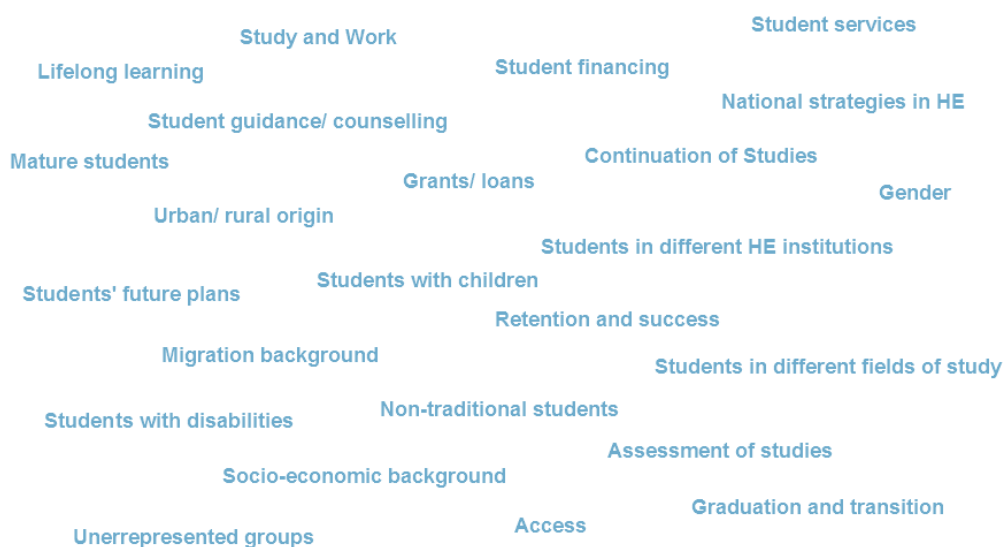 Student services
Study and Work
Student financing
Lifelong learning
National strategies in HE
Student guidance/ counselling
Continuation of Studies
Mature students
Grants/ loans
Gender
Urban/ rural origin
Students in different HE institutions
Students with children
Students' future plans
Retention and success
Migration background
Students in different fields of study
Non-traditional students
Students with disabilities
Assessment of studies
Socio-economic background
Graduation and transition
Access
Unerrepresented groups